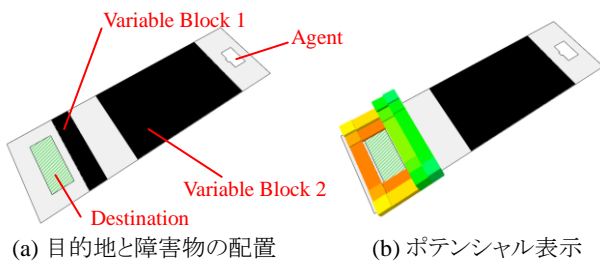 Variable Block 1
Agent
Variable Block 2
Destination
(a) 目的地と障害物の配置
(b) ポテンシャル表示